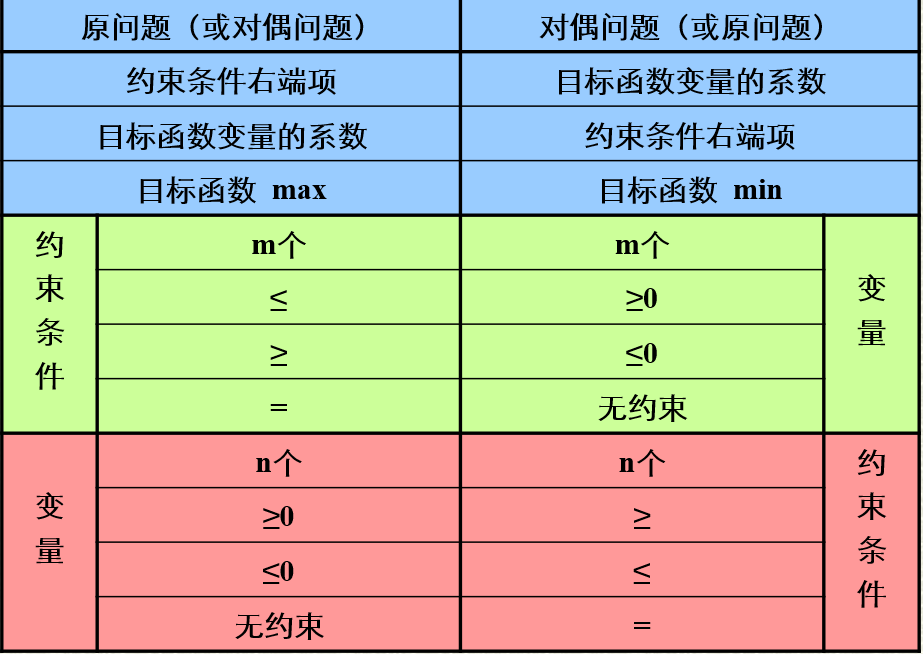 原问题（或对偶问题） 对偶问题（或原问题）
约束条件右端项 目标函数变量的系数
目标函数变量的系数 约束条件右端项
目标函数 max 目标函数 min
约束条件 m个 m个 变量
≤ ≥0
≥ ≤0
= 无约束
变量 n个 n个 约束条件
≥0 ≥
≤0 ≤
无约束 =